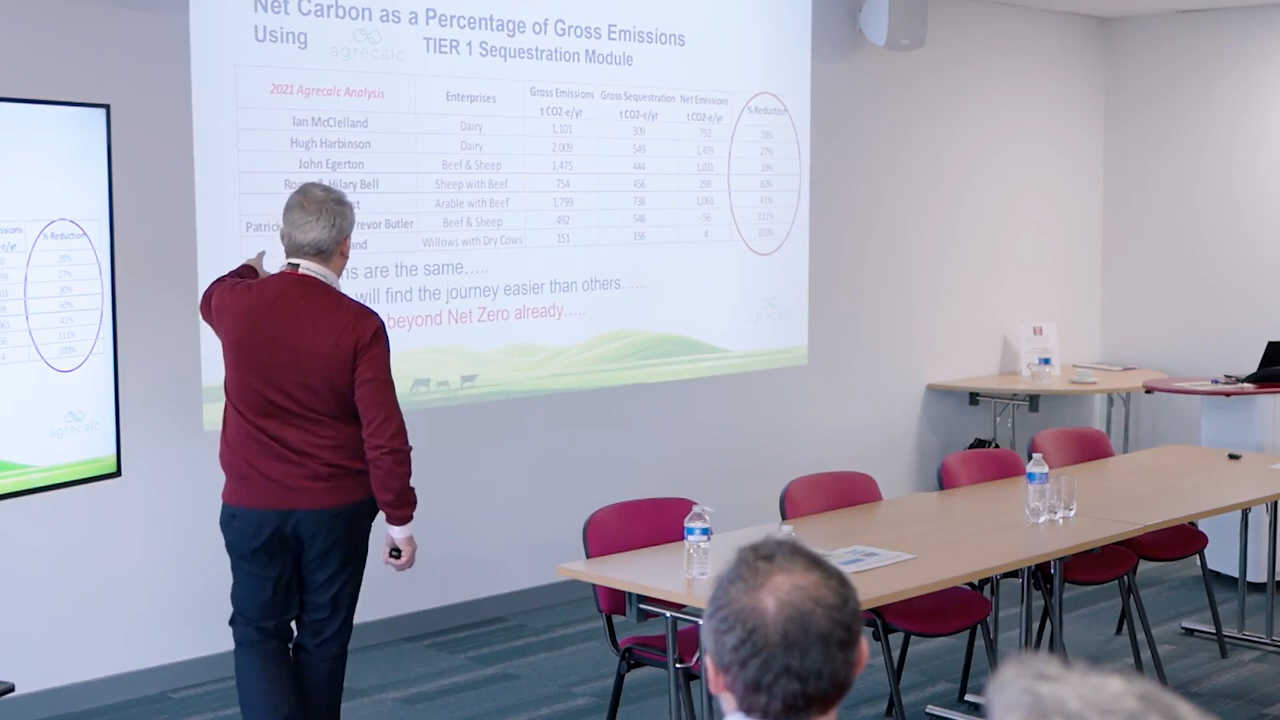 Net Carbon as a Percentage of Gross Emissions
Using agrecalc TIER 1 Sequestration Module
2021 Agrecalc Analysis Enterprises Gross Emissions t CO2-e/yr Gross Sequestration t CO2-e/yr Net Emissions t CO2-e/yr % Reduction
Ian McClelland Dairy 1,101 309 792 28%
Hugh Harbinson Dairy 2,009 549 1,459 27%
John Egerton Beef & Sheep 1,475 444 1,031 30%
& Hilary Bell Sheep with Beef 754 456 298 60%
Arable with Beef 1,799 738 1,061 41%
Trevor Butler Beef & Sheep 492 548 -56 111%
Willows with Dry Cows 151 156 -4 103%
are the same.....
will find the journey easier than others......
beyond Net Zero already.....
agrecalc
% Reduction
28%
27%
30%
60%
41%
111%
103%
agrecalc